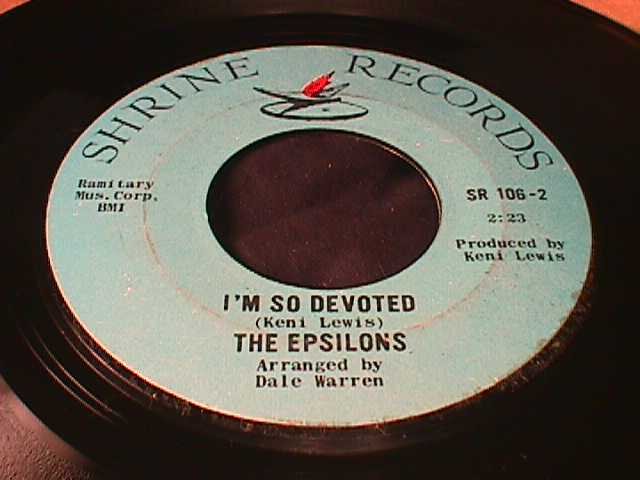 SHRINE RECORDS
Ramitary
Mus. Corp.
BMI
SR 106-2
2:23
Produced by
Keni Lewis
I'M SO DEVOTED
(Keni Lewis)
THE EPSILONS
Arranged by
Dale Warren